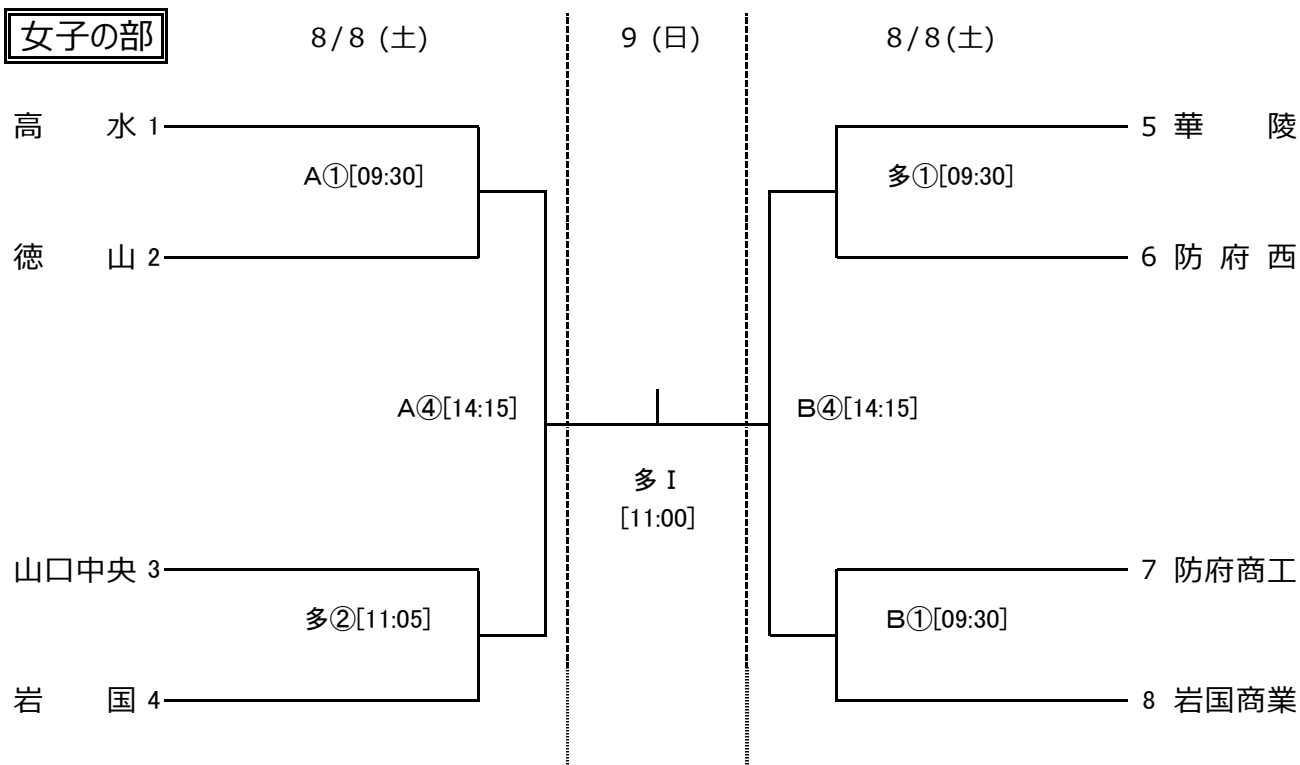 女子の部 8/8 (土) 9 (日) 8/8(土)
高 水 1 5 華 陵
A①[09:30] 多①[09:30]
徳 山 2 6 防 府 西
A④[14:15] B④[14:15]
多Ⅰ
[11:00]
山口中央 3 7 防府商工
多②[11:05] B①[09:30]
岩 国 4 8 岩国商業